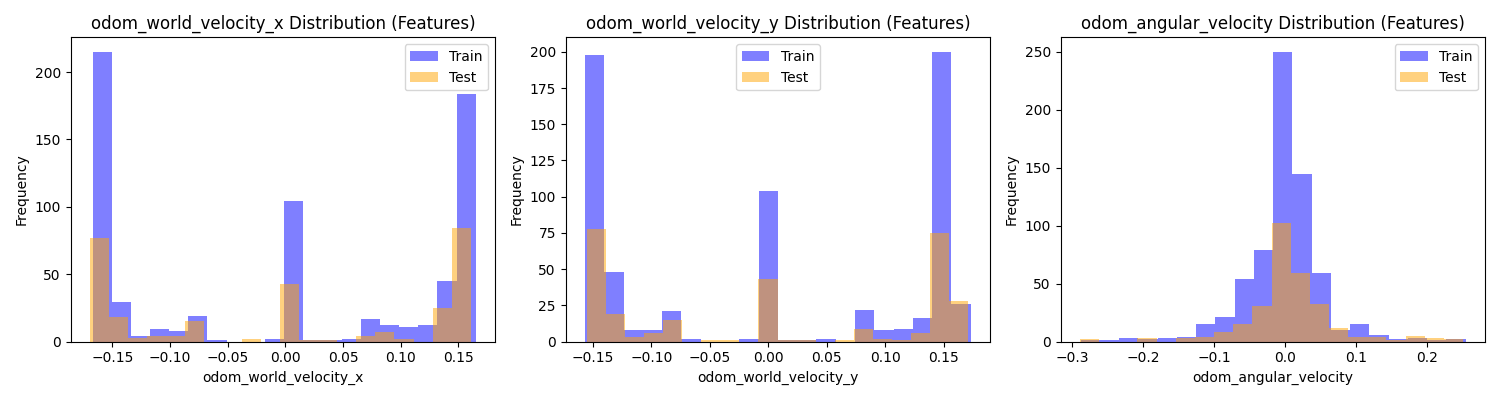 odom_world_velocity_x Distribution (Features)
200
150
100
50
0
Frequency
−0.15
−0.10
−0.05
0.00
0.05
0.10
0.15
odom_world_velocity_x
Train
Test
odom_world_velocity_y Distribution (Features)
200
175
150
125
100
75
50
25
0
Frequency
−0.15
−0.10
−0.05
0.00
0.05
0.10
0.15
odom_world_velocity_y
Train
Test
odom_angular_velocity Distribution (Features)
250
200
150
100
50
0
Frequency
−0.3
−0.2
−0.1
0.0
0.1
0.2
odom_angular_velocity
Train
Test